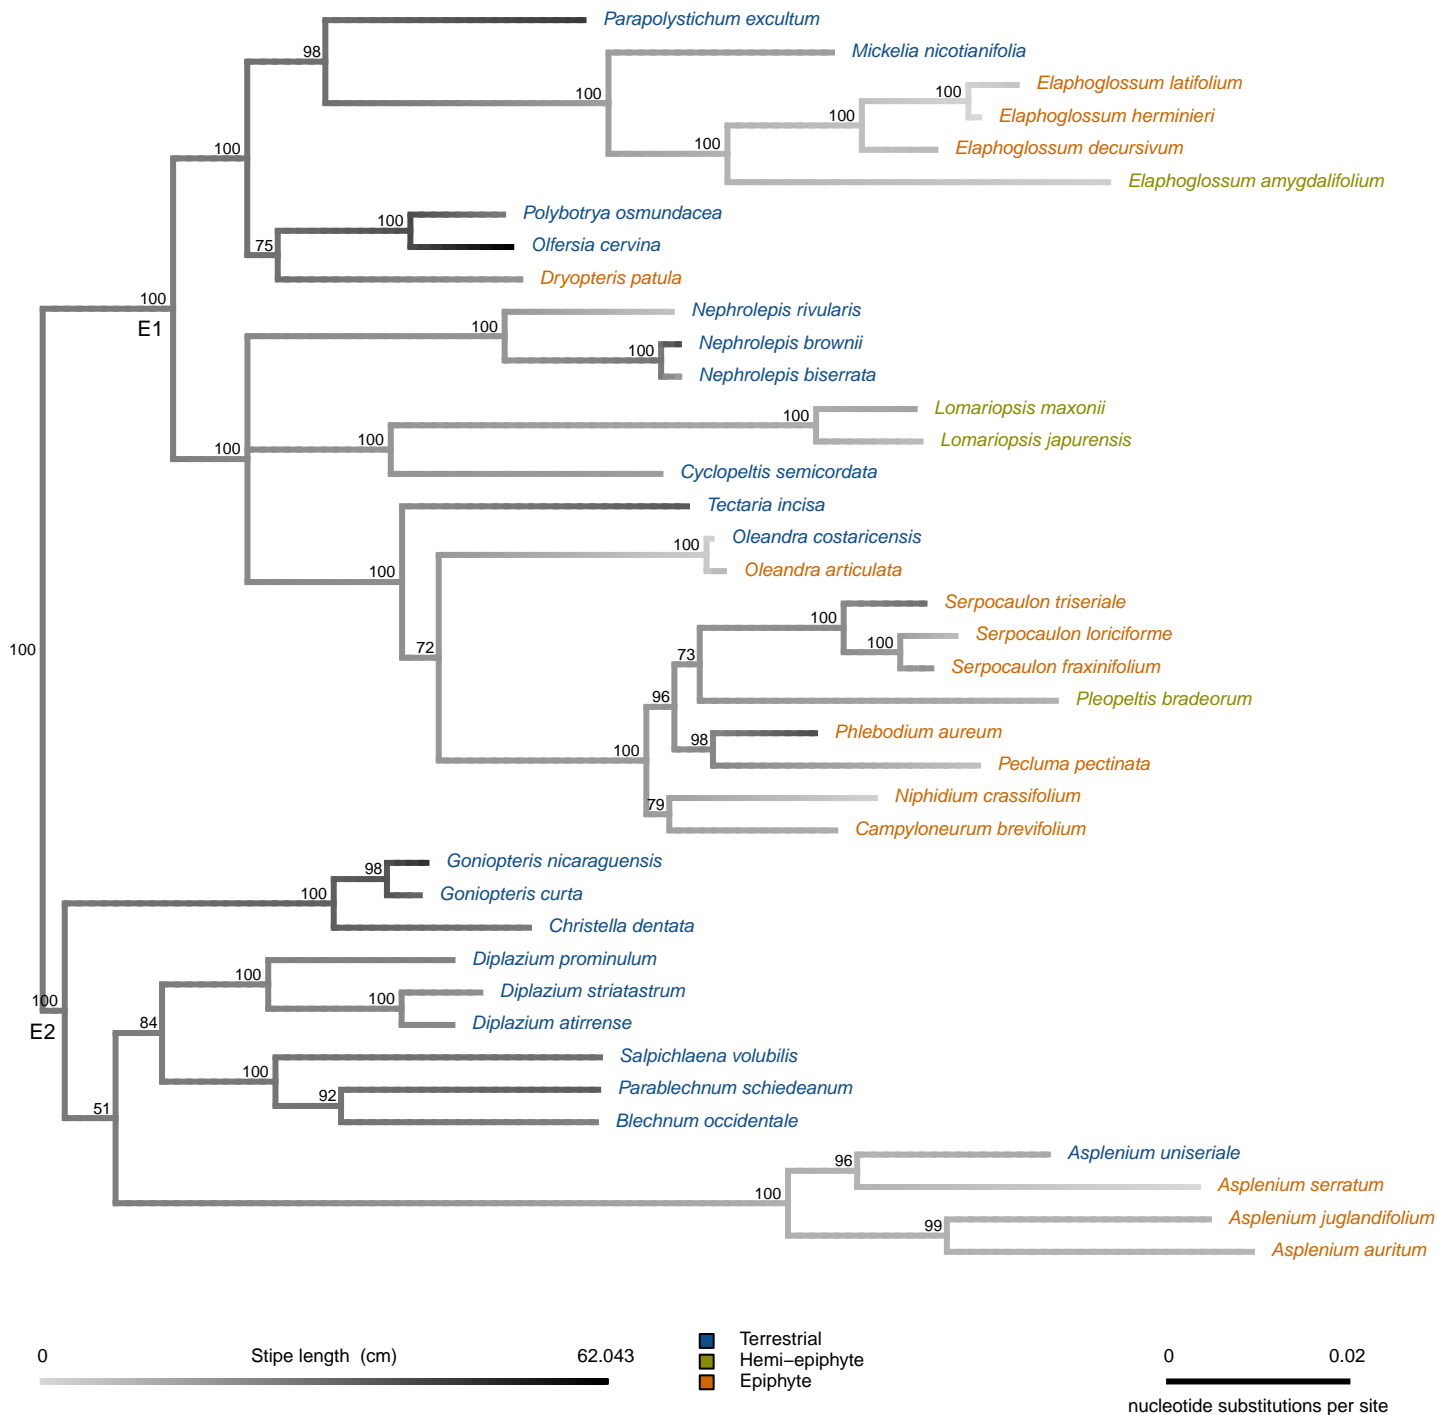 Parapolystichum excultum
98
Mickelia nicotianifolia
Elaphoglossum latifolium
100
100
Elaphoglossum herminieri
100
100
Elaphoglossum decursivum
100
Elaphoglossum amygdalifolium
Polybotrya osmundacea
100
Olfersia cervina
75
Dryopteris patula
100
E1
Nephrolepis rivularis
100
Nephrolepis brownii
100
Nephrolepis biserrata
Lomariopsis maxonii
100
Lomariopsis japurensis
100
100
Cyclopeltis semicordata
Tectaria incisa
Oleandra costaricensis
100
Oleandra articulata
100
Serpocaulon triseriale
100
Serpocaulon loriciforme
100
100
72
73
Serpocaulon fraxinifolium
96
Pleopeltis bradeorum
Phlebodium aureum
98
100
Pecluma pectinata
Niphidium crassifolium
79
Campyloneurum brevifolium
Goniopteris nicaraguensis
98
100
Goniopteris curta
Christella dentata
Diplazium prominulum
100
Diplazium striatastrum
100
100
E2
84
Diplazium atirrense
Salpichlaena volubilis
100
Parablechnum schiedeanum
92
51
Blechnum occidentale
Asplenium uniseriale
96
Asplenium serratum
100
Asplenium juglandifolium
99
Asplenium auritum
0 Stipe length (cm) 62.043
Terrestrial
Hemi−epiphyte
Epiphyte
0 0.02
nucleotide substitutions per site